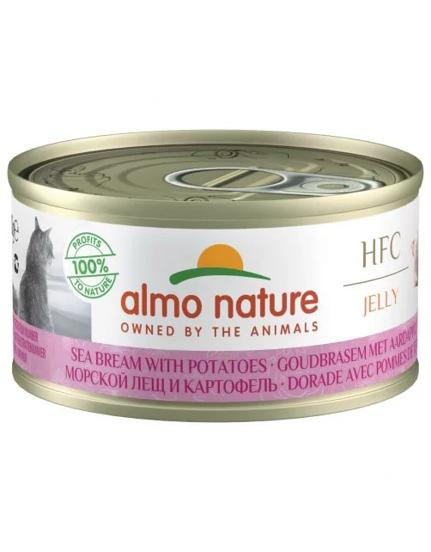 PROFITS
100%
TO NATURE
almo nature
OWNED BY THE ANIMALS
HFC
JELLY
SEA BREAM WITH POTATOES · GOUDBRASEM MET
МОРСКОЙ ЛЕЩ И КАРТОФЕЛЬ · DORADE AVEC POMMES DE